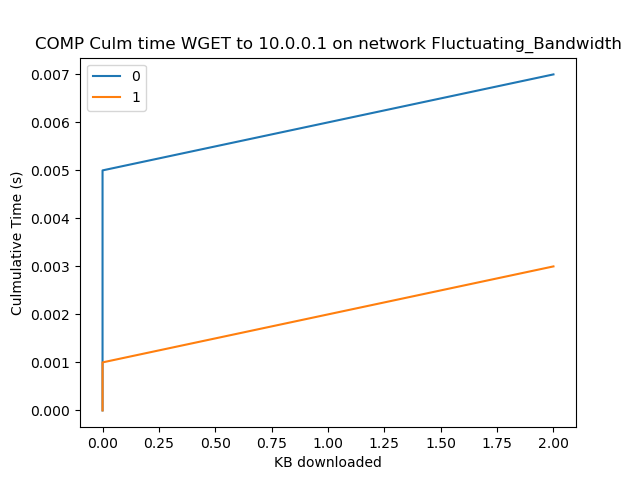 COMP Culm time WGET to 10.0.0.1 on network Fluctuating_Bandwidth
0
1
0.007
0.006
0.005
0.004
0.003
0.002
0.001
0.000
Culmulative Time (s)
0.00 0.25 0.50 0.75 1.00 1.25 1.50 1.75 2.00
KB downloaded